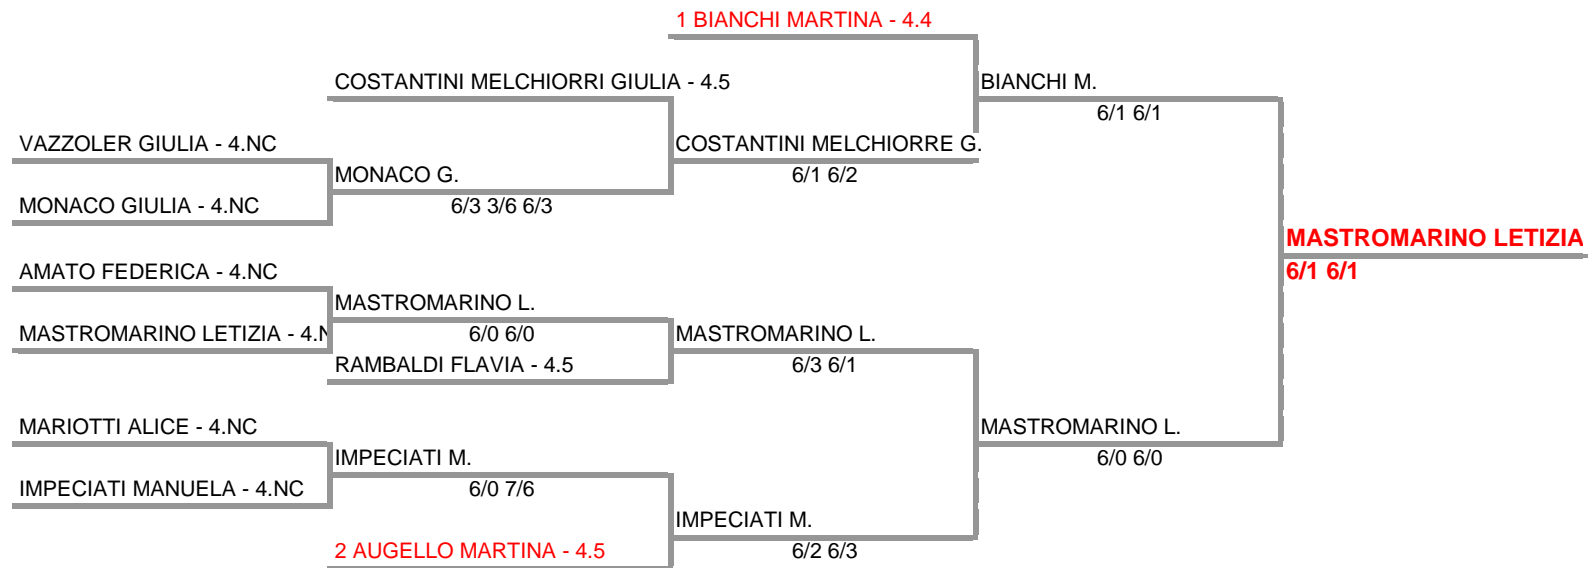 1 BIANCHI MARTINA - 4.4
COSTANTINI MELCHIORRI GIULIA - 4.5
BIANCHI M.
6/1 6/1
VAZZOLER GIULIA - 4.NC
COSTANTINI MELCHIORRE G.
6/1 6/2
MONACO G.
6/3 3/6 6/3
MONACO GIULIA - 4.NC
MASTROMARINO LETIZIA
6/1 6/1
AMATO FEDERICA - 4.NC
MASTROMARINO L.
6/0 6/0
MASTROMARINO LETIZIA - 4.N
MASTROMARINO L.
6/3 6/1
RAMBALDI FLAVIA - 4.5
MARIOTTI ALICE - 4.NC
MASTROMARINO L.
6/0 6/0
IMPECIATI M.
6/0 7/6
IMPECIATI MANUELA - 4.NC
IMPECIATI M.
6/2 6/3
2 AUGELLO MARTINA - 4.5